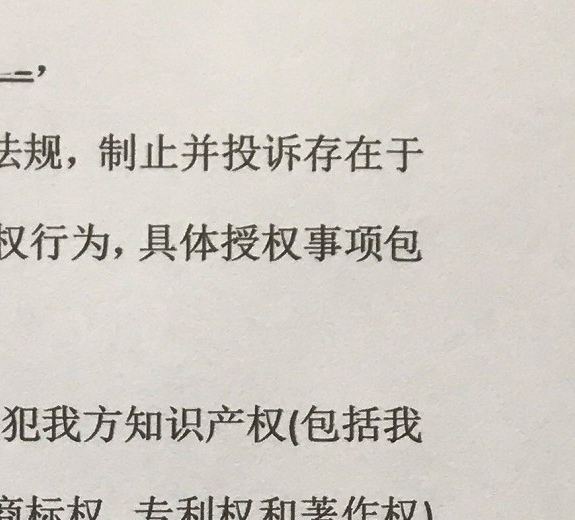 ，
法规，制止并投诉存在于
权行为，具体授权事项包
犯我方知识产权(包括我
商标权、专利权和著作权)